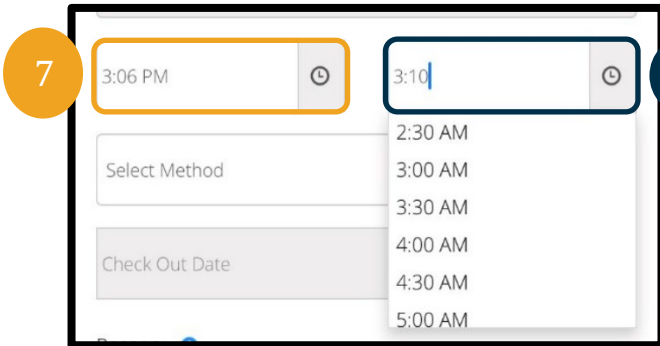 7
3:06 PM
3:10
2:30 AM
3:00 AM
Select Method
3:30 AM
4:00 AM
Check Out Date
4:30 AM
5:00 AM